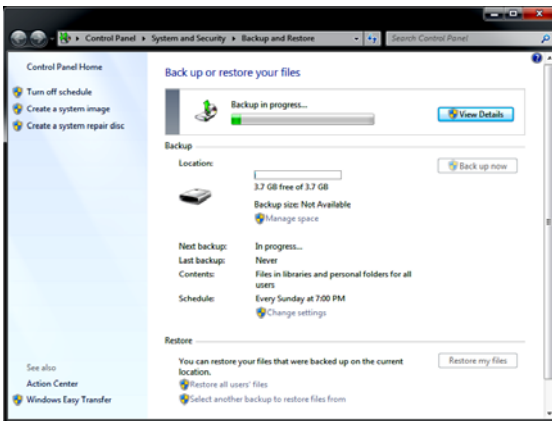 Control Panel ▸ System and Security ▸ Backup and Restore
Search Control Panel
Control Panel Home
Turn off schedule
Create a system image
Create a system repair disc
See also
Action Center
Windows Easy Transfer
Back up or restore your files
Backup in progress...
View Details
Backup
Location:
Back up now
3.7 GB free of 3.7 GB
Backup size: Not Available
Manage space
Next backup: In progress...
Last backup: Never
Contents: Files in libraries and personal folders for all
users
Schedule: Every Sunday at 7:00 PM
Change settings
Restore
You can restore your files that were backed up on the current
location.
Restore my files
Restore all users' files
Select another backup to restore files from